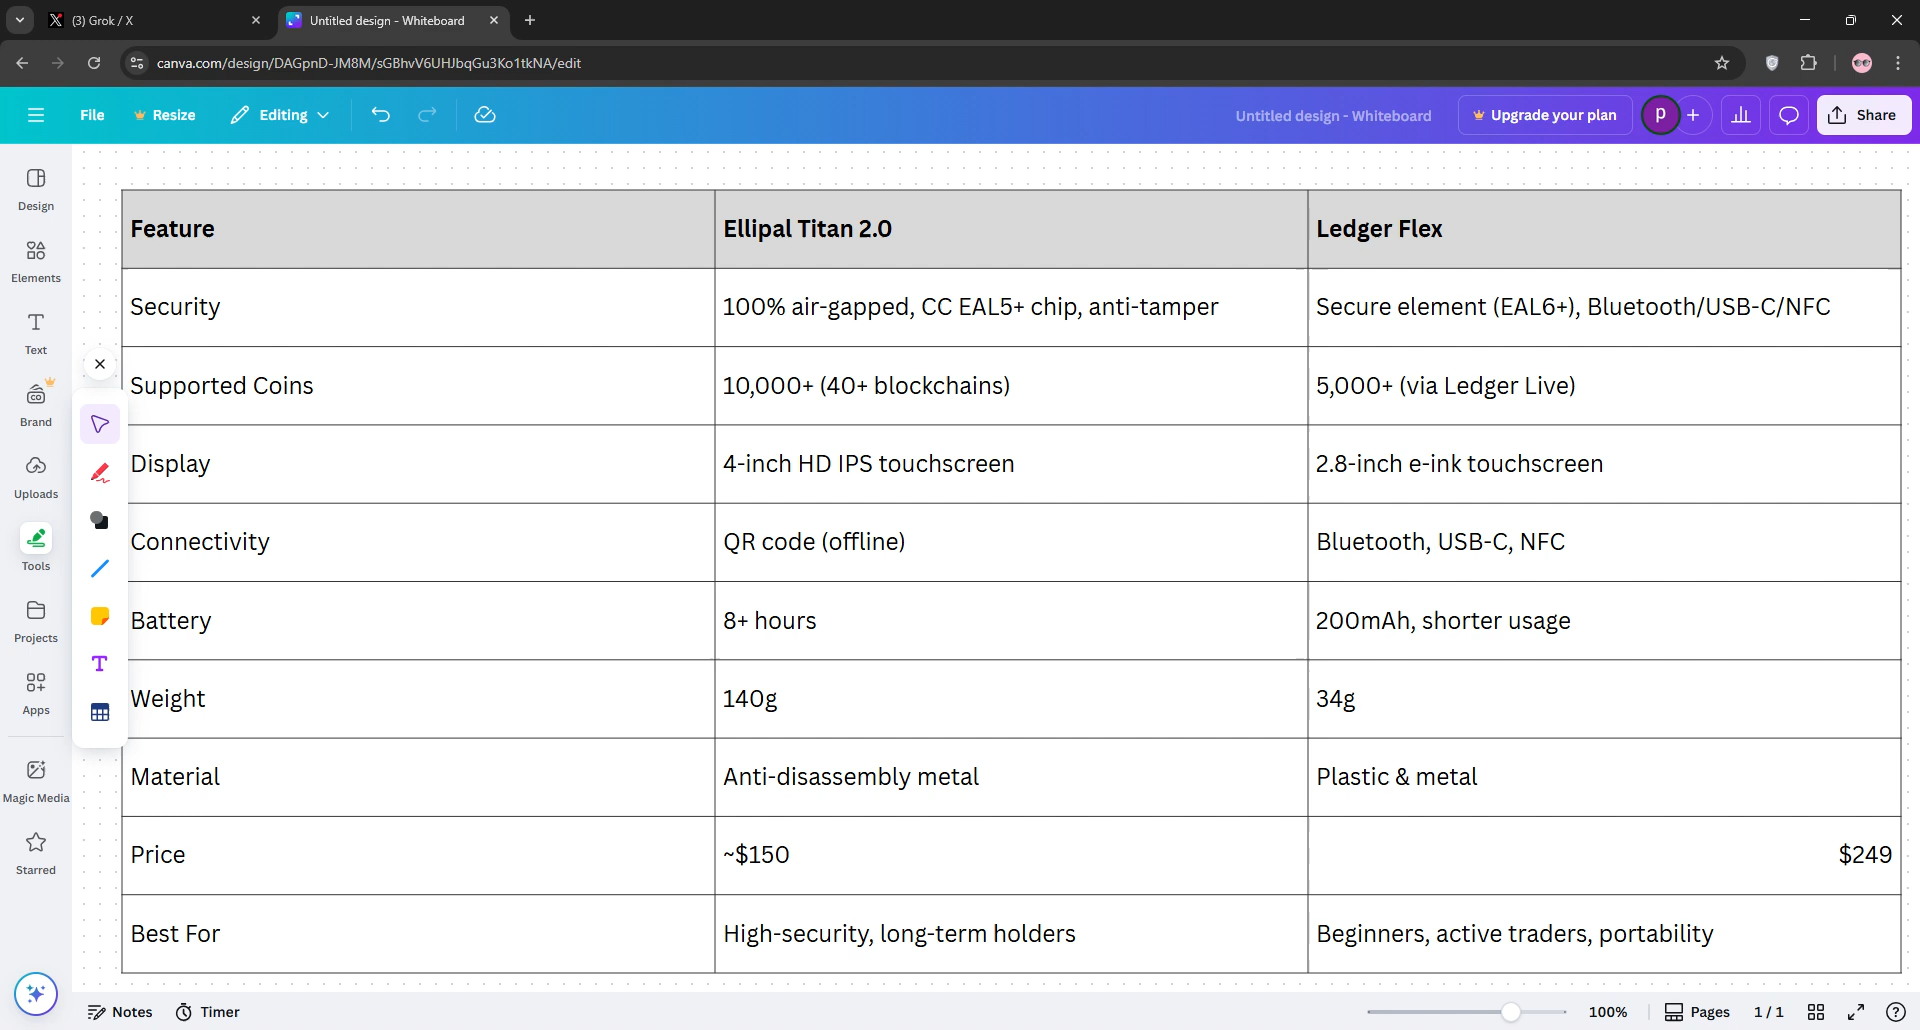 (3) Grok / X
Untitled design - Whiteboard
canva.com/design/DAGpnD-JM8M/sGBhvV6UHJbqGu3Ko1tkNA/edit
File Resize Editing Untitled design - Whiteboard Upgrade your plan P Share
Design
Elements
Text
Brand
Uploads
Tools
Projects
Apps
Magic Media
Starred
Feature Ellipal Titan 2.0 Ledger Flex
Security 100% air-gapped, CC EAL5+ chip, anti-tamper Secure element (EAL6+), Bluetooth/USB-C/NFC
Supported Coins 10,000+ (40+ blockchains) 5,000+ (via Ledger Live)
Display 4-inch HD IPS touchscreen 2.8-inch e-ink touchscreen
Connectivity QR code (offline) Bluetooth, USB-C, NFC
Battery 8+ hours 200mAh, shorter usage
Weight 140g 34g
Material Anti-disassembly metal Plastic & metal
Price ~$150 $249
Best For High-security, long-term holders Beginners, active traders, portability
Notes Timer 100% Pages 1 / 1